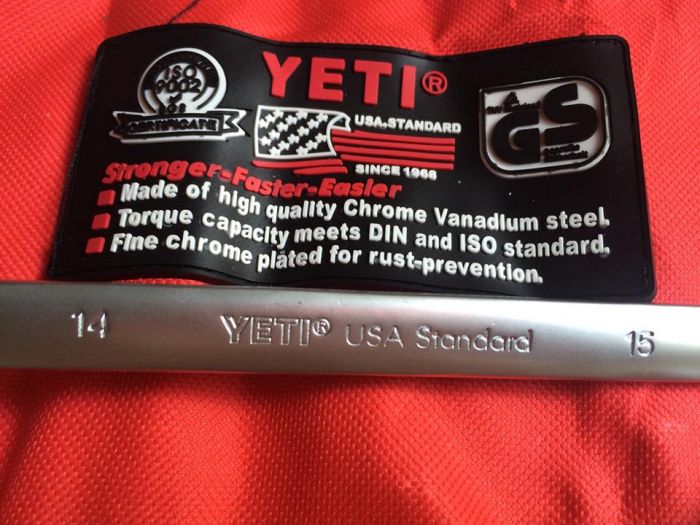 ISO
9002
CERTIFICATE
YETI®
USA.STANDARD
SINCE 1966
GS
Stronger-Faster-Easier
Made of high quality Chrome Vanadium steel.
Torque capacity meets DIN and ISO standard.
Fine chrome plated for rust-prevention.
14 YETI® USA Standard 15